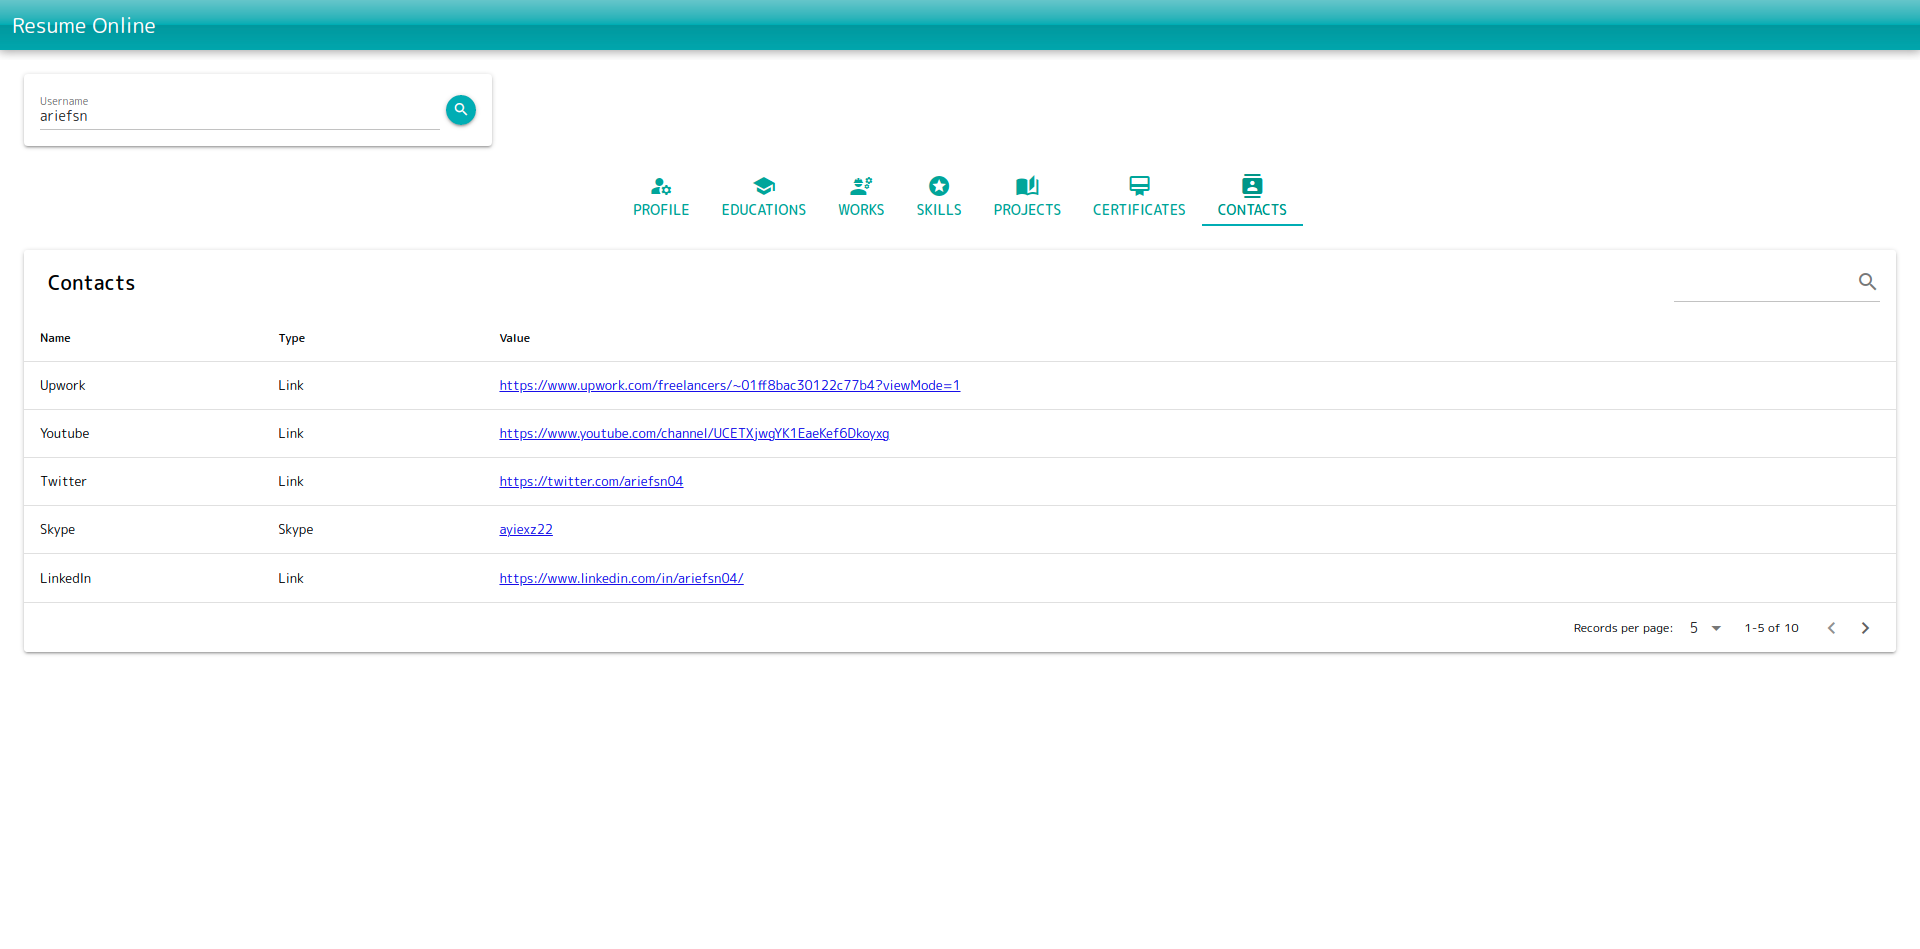 Resume Online
Username
ariefsn
PROFILE EDUCATIONS WORKS SKILLS PROJECTS CERTIFICATES CONTACTS
Contacts
Name Type Value
Upwork Link https://www.upwork.com/freelancers/~01ff8bac30122c77b4?viewMode=1
Youtube Link https://www.youtube.com/channel/UCETXjwgYK1EaeKef6Dkoyxg
Twitter Link https://twitter.com/ariefsn04
Skype Skype ayiexz22
LinkedIn Link https://www.linkedin.com/in/ariefsn04/
Records per page: 5 1-5 of 10